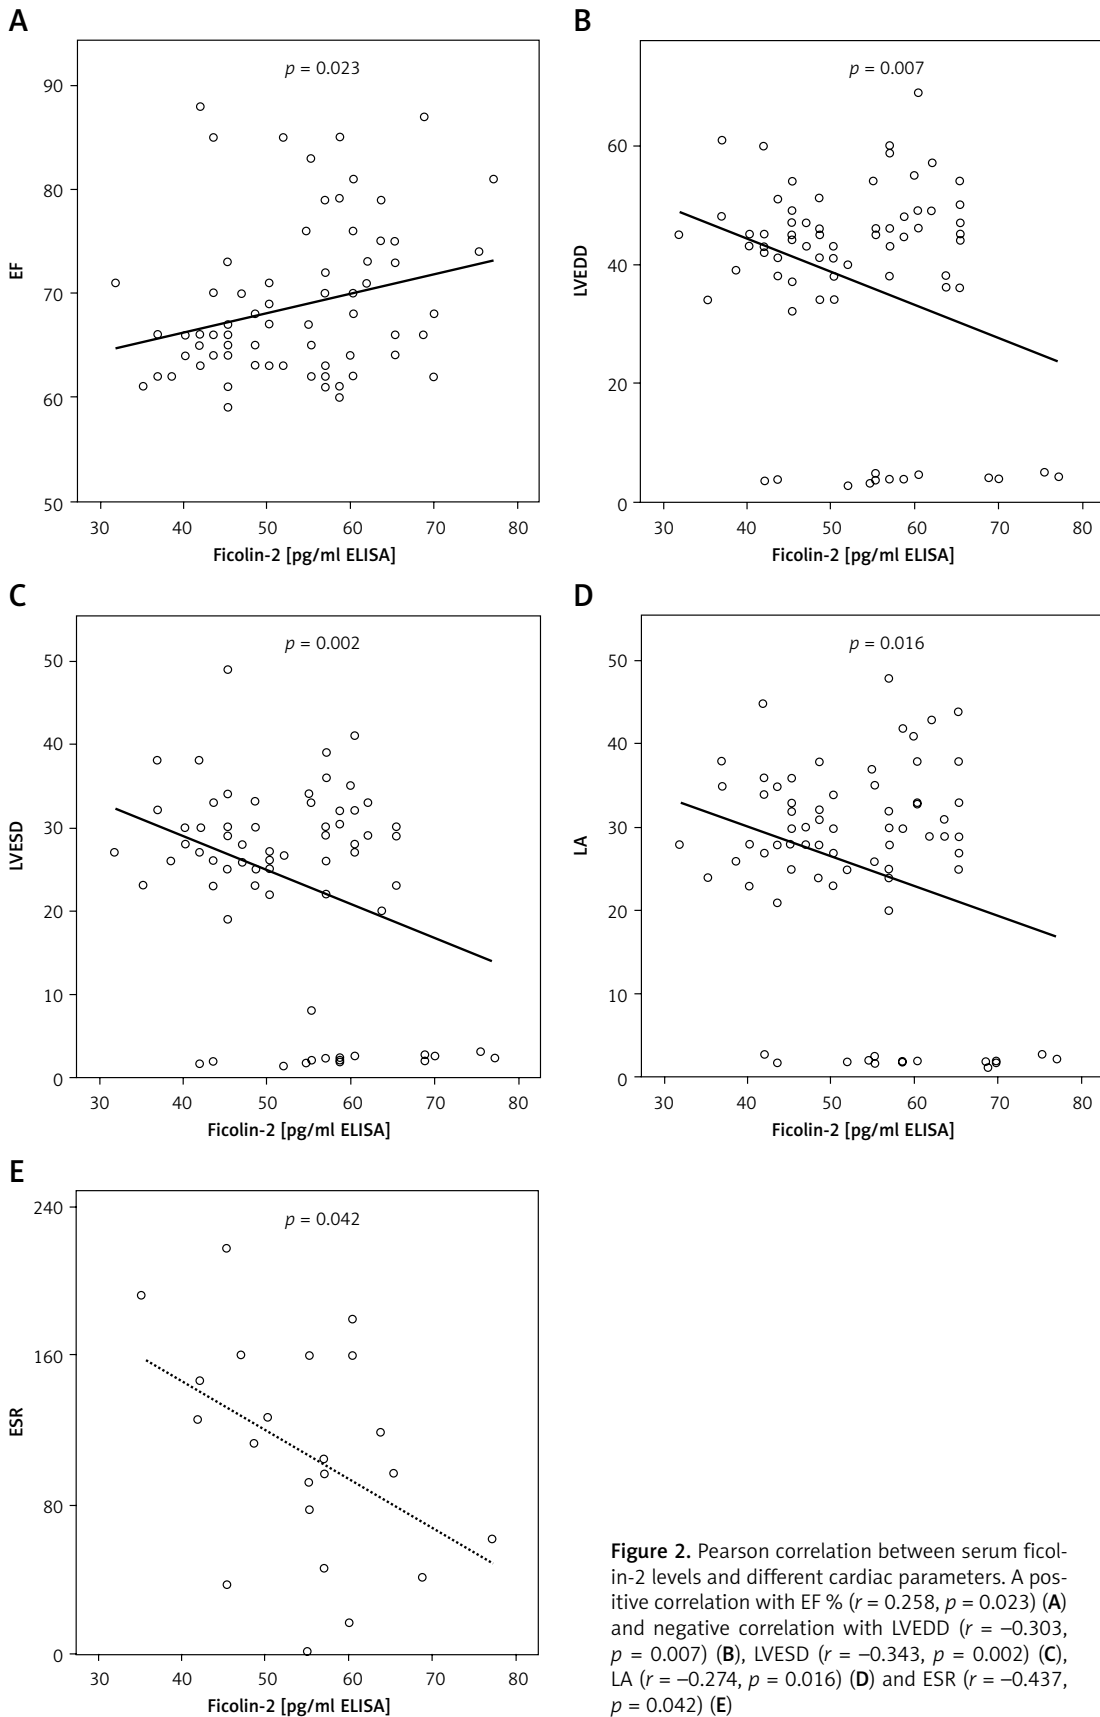 A
p = 0.023
90
80
70
60
50
EF
30 40 50 60 70 80
Ficolin-2 [pg/ml ELISA]
B
p = 0.007
60
40
20
0
LVEDD
30 40 50 60 70 80
Ficolin-2 [pg/ml ELISA]
C
p = 0.002
50
40
30
20
10
0
LVESD
30 40 50 60 70 80
Ficolin-2 [pg/ml ELISA]
D
p = 0.016
50
40
30
20
10
0
LA
30 40 50 60 70 80
Ficolin-2 [pg/ml ELISA]
E
p = 0.042
240
160
80
0
ESR
30 40 50 60 70 80
Ficolin-2 [pg/ml ELISA]
Figure 2. Pearson correlation between serum ficol-
in-2 levels and different cardiac parameters. A pos-
itive correlation with EF % (r = 0.258, p = 0.023) (A)
and negative correlation with LVEDD (r = –0.303,
p = 0.007) (B), LVESD (r = –0.343, p = 0.002) (C),
LA (r = –0.274, p = 0.016) (D) and ESR (r = –0.437,
p = 0.042) (E)